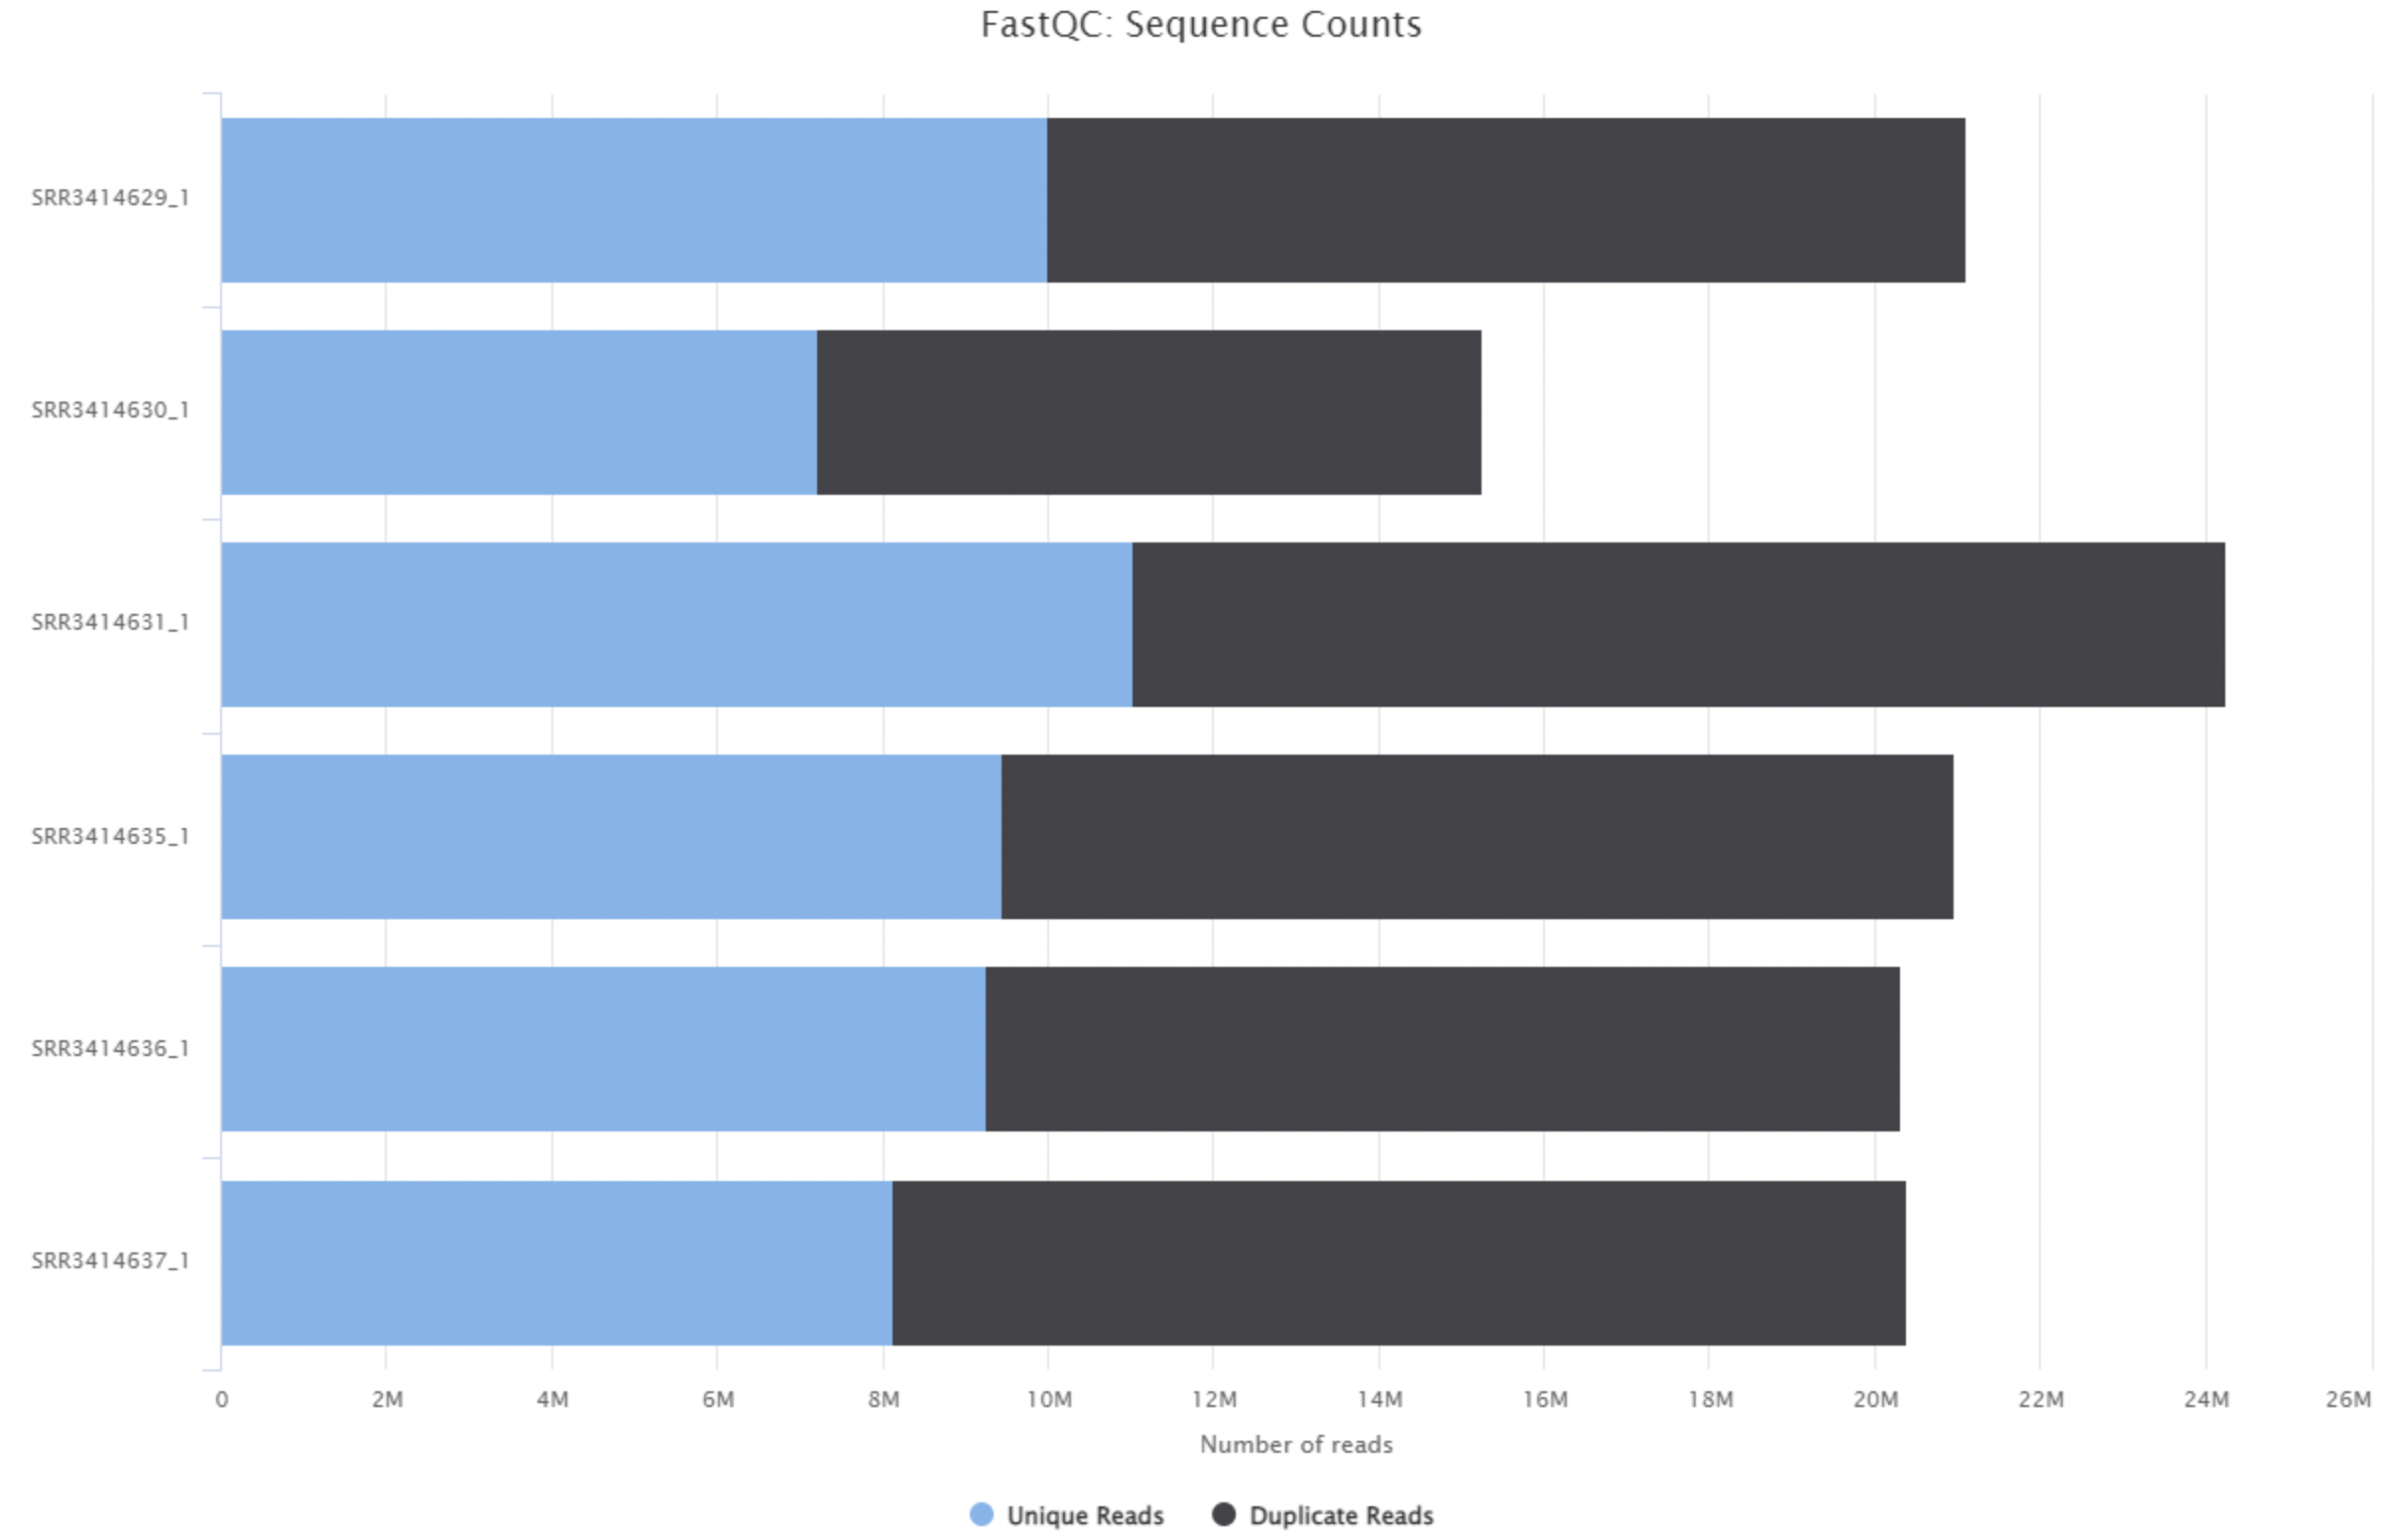 FastQC: Sequence Counts
SRR3414629_1
SRR3414630_1
SRR3414631_1
SRR3414635_1
SRR3414636_1
SRR3414637_1
0 2M 4M 6M 8M 10M 12M 14M 16M 18M 20M 22M 24M 26M
Number of reads
Unique Reads Duplicate Reads